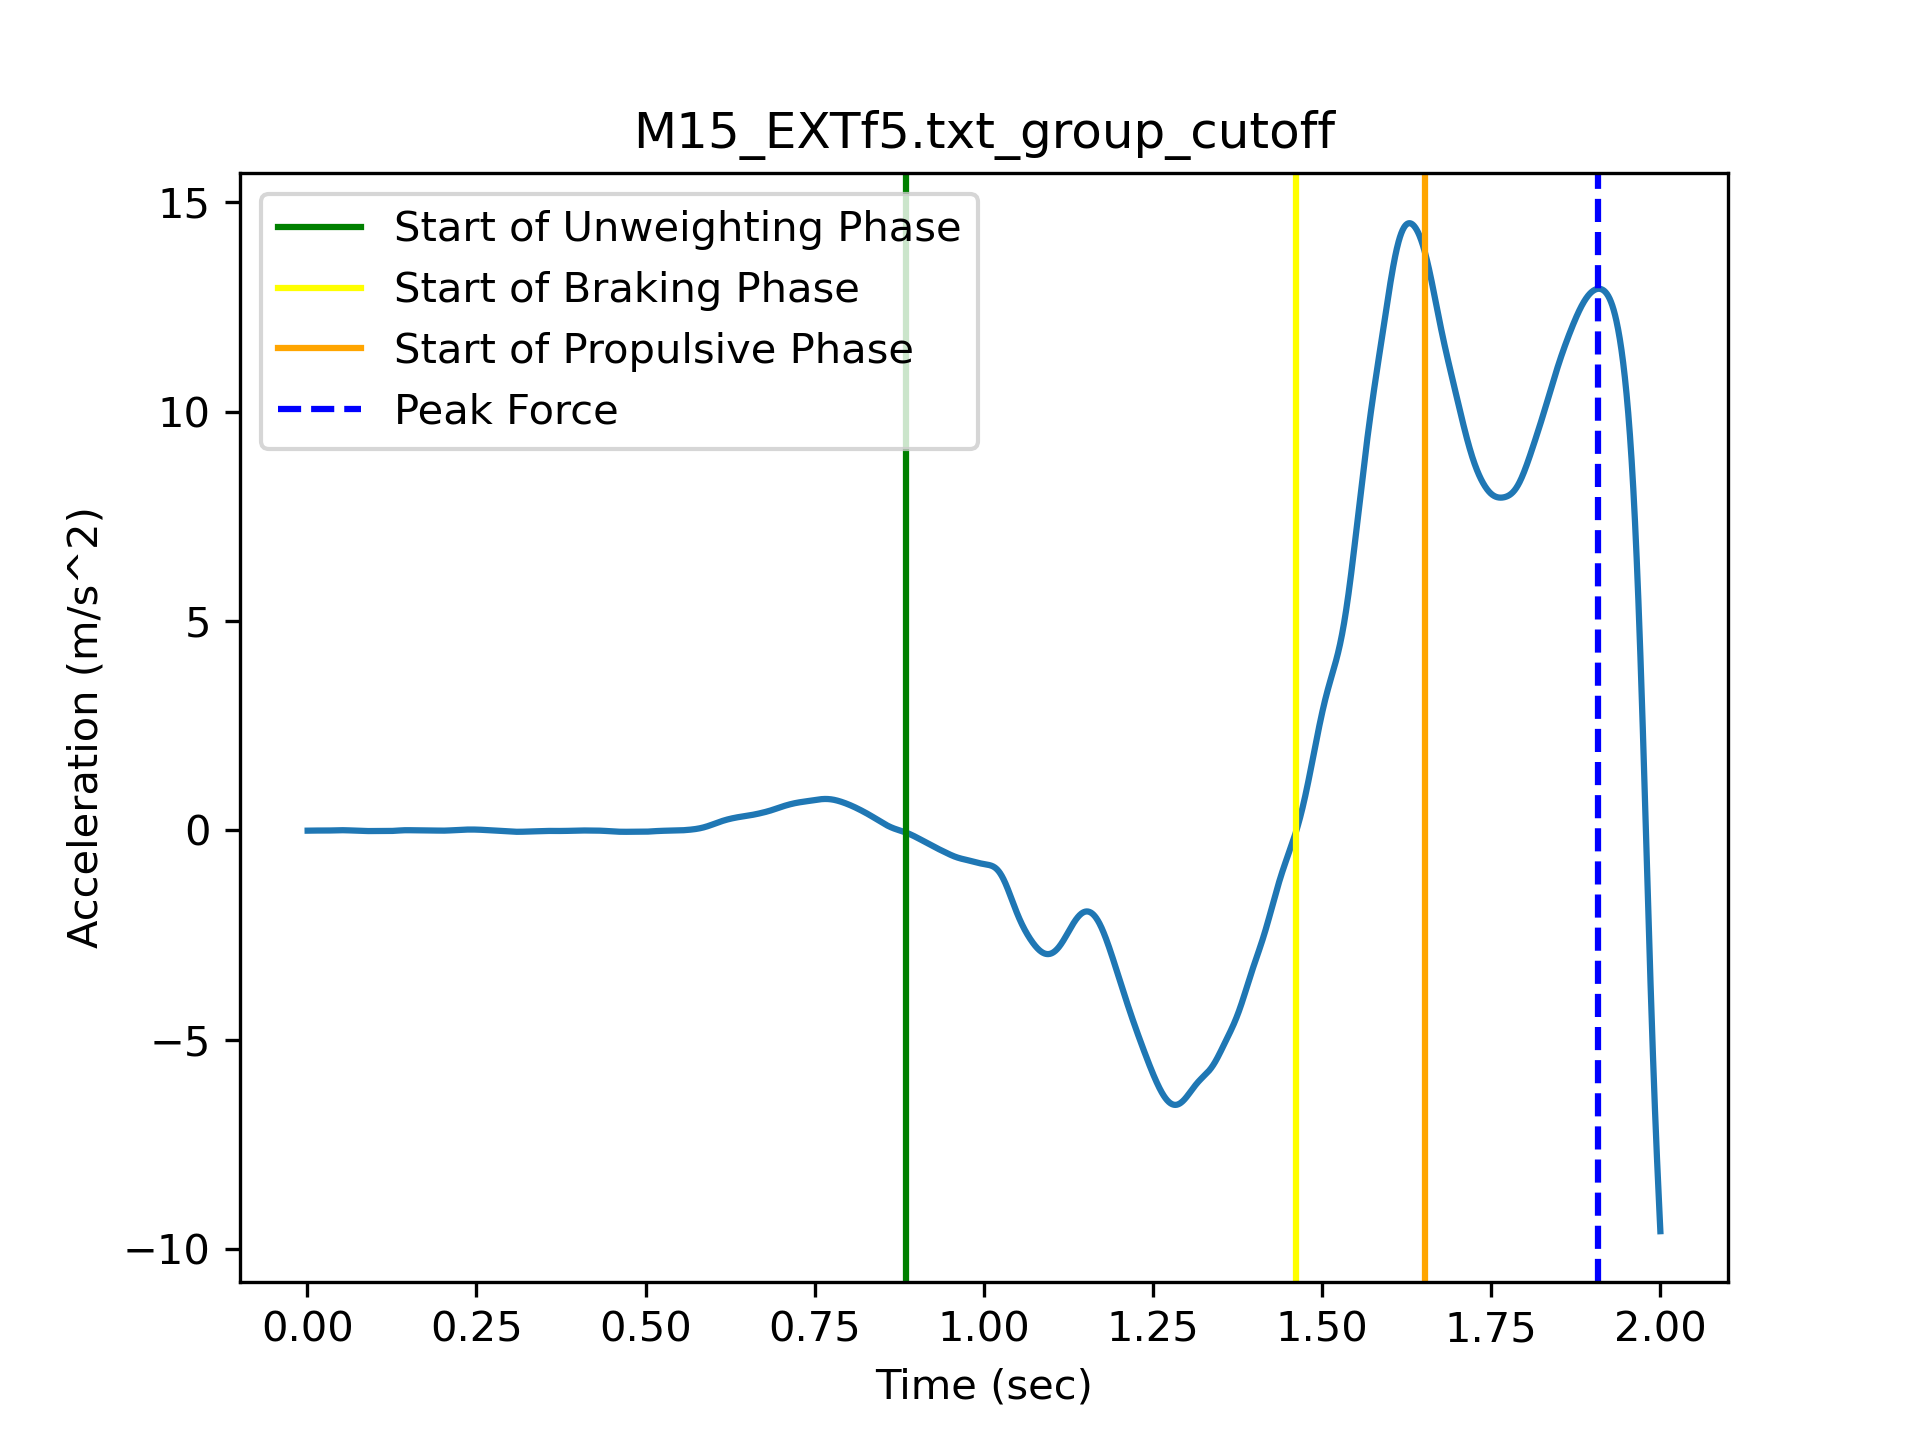 M15_EXTf5.txt_group_cutoff
Start of Unweighting Phase
Start of Braking Phase
Start of Propulsive Phase
Peak Force
Acceleration (m/s^2)
15
10
5
0
−5
−10
0.00 0.25 0.50 0.75 1.00 1.25 1.50 1.75 2.00
Time (sec)